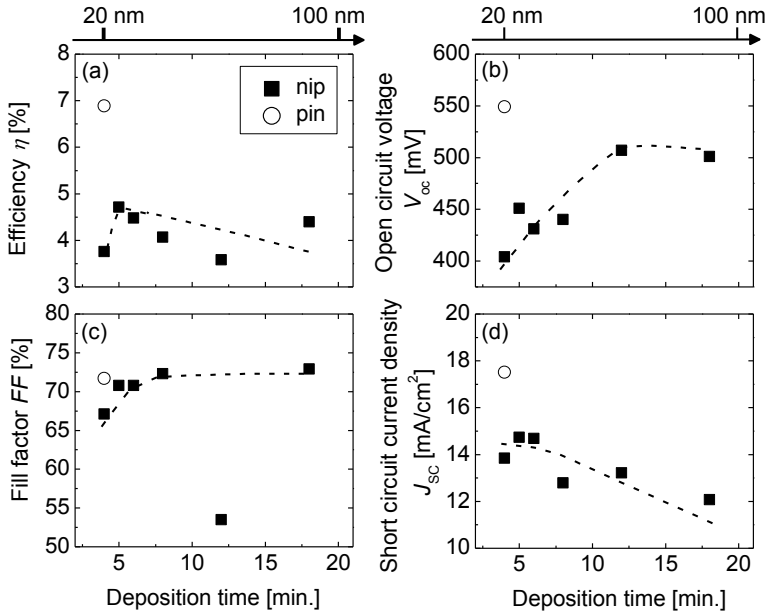 20 nm 100 nm 20 nm 100 nm
(a)
nip
pin
Efficiency η [%]
8
7
6
5
4
3
(b)
Open circuit voltage
V_oc [mV]
600
550
500
450
400
(c)
Fill factor FF [%]
80
75
70
65
60
55
50
5 10 15 20
Deposition time [min.]
(d)
Short circuit current density
J_SC [mA/cm²]
20
18
16
14
12
10
5 10 15 20
Deposition time [min.]